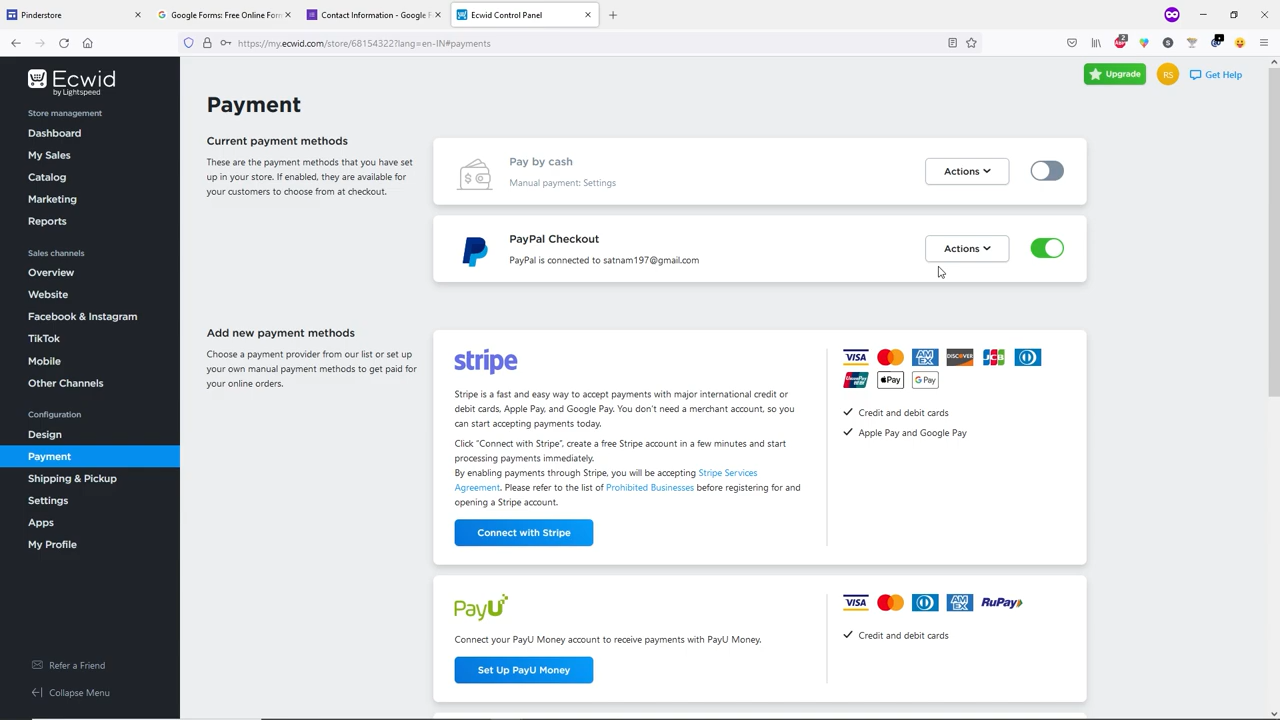 Pinderstore
Google Forms: Free Online For
Contact Information - Google F
Ecwid Control Panel
https://my.ecwid.com/store/68154322?lang=en-IN#payments
2
Ecwid
by Lightspeed
Upgrade
RS
Get Help
Store management
Dashboard
My Sales
Catalog
Marketing
Reports
Sales channels
Overview
Website
Facebook & Instagram
TikTok
Mobile
Other Channels
Configuration
Design
Payment
Shipping & Pickup
Settings
Apps
My Profile
Refer a Friend
Collapse Menu
Payment
Current payment methods
These are the payment methods that you have set
up in your store. If enabled, they are available for
your customers to choose from at checkout.
Pay by cash
Manual payment: Settings
Actions
PayPal Checkout
PayPal is connected to satnam197@gmail.com
Actions
Add new payment methods
Choose a payment provider from our list or set up
your own manual payment methods to get paid for
your online orders.
stripe
Stripe is a fast and easy way to accept payments with major international credit or
debit cards, Apple Pay, and Google Pay. You don't need a merchant account, so you
can start accepting payments today.
Click "Connect with Stripe", create a free Stripe account in a few minutes and start
processing payments immediately.
By enabling payments through Stripe, you will be accepting Stripe Services
Agreement. Please refer to the list of Prohibited Businesses before registering for and
opening a Stripe account.
Connect with Stripe
VISA AM EX DISCOVER JCB
UnionPay Pay G Pay
Credit and debit cards
Apple Pay and Google Pay
PayU
Connect your PayU Money account to receive payments with PayU Money.
Set Up PayU Money
VISA AM EX RuPay
Credit and debit cards